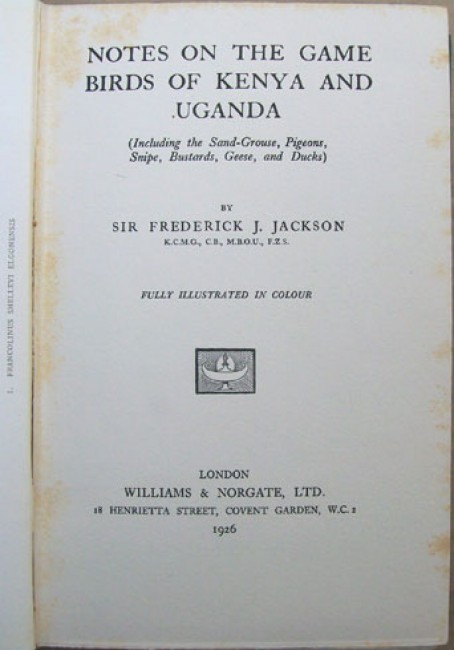 NOTES ON THE GAME
BIRDS OF KENYA AND
UGANDA
(Including the Sand-Grouse, Pigeons,
Snipe, Bustards, Geese, and Ducks)
BY
SIR FREDERICK J. JACKSON
K.C.M.G., C.B., M.B.O.U., F.Z.S.
FULLY ILLUSTRATED IN COLOUR
LONDON
WILLIAMS & NORGATE, LTD.
28 HENRIETTA STREET, COVENT GARDEN, W.C. 2
1926
1. FRANCOLINUS SHELLEYI ELGONENSIS